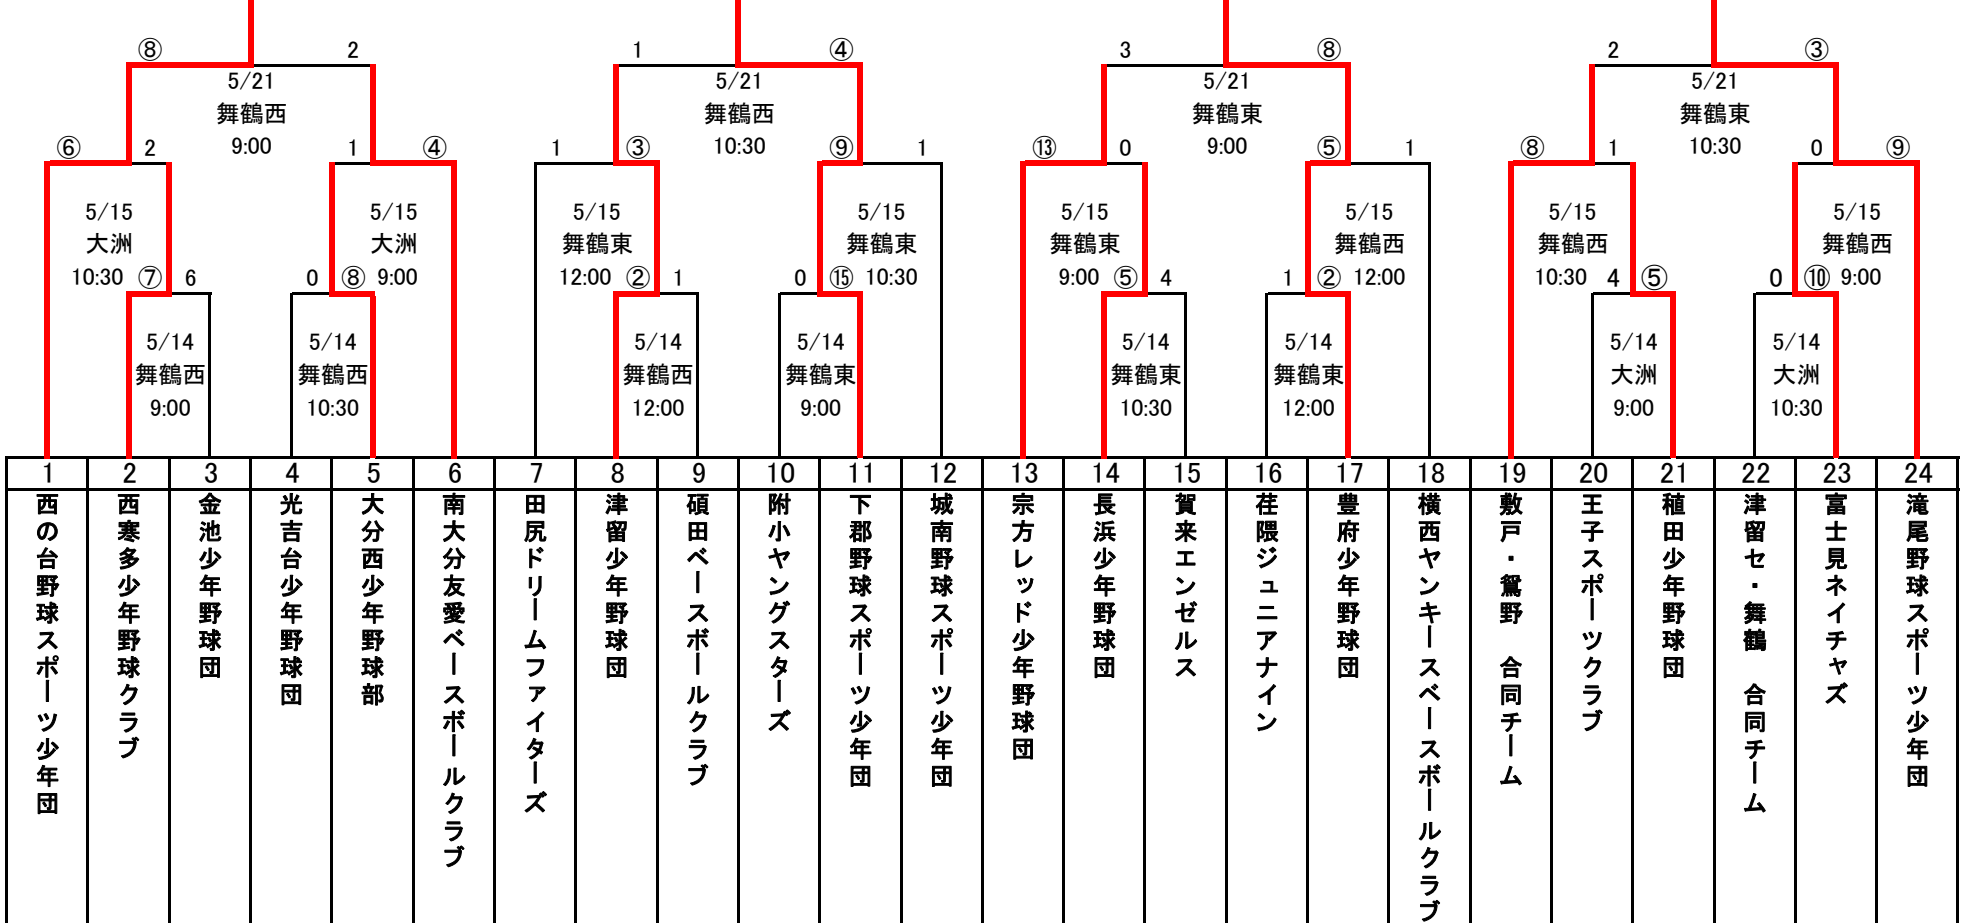 ⑧ 2 1 ④ 3 ⑧ 2 ③
5/21 5/21 5/21 5/21
舞鶴西 舞鶴西 舞鶴東 舞鶴東
9:00 10:30 9:00 10:30
⑥ 2 1 ④ 1 ③ ⑨ 1 ⑬ 0 ⑤ 1 ⑧ 1 0 ⑨
5/15 5/15 5/15 5/15 5/15 5/15 5/15 5/15
大洲 大洲 舞鶴東 舞鶴東 舞鶴東 舞鶴西 舞鶴西 舞鶴西
10:30 9:00 12:00 10:30 9:00 12:00 10:30 9:00
⑦ 6 0 ⑧ ② 1 0 ⑮ ⑤ 4 1 ② 4 ⑤ 0 ⑩
5/14 5/14 5/14 5/14 5/14 5/14 5/14 5/14
舞鶴西 舞鶴西 舞鶴西 舞鶴東 舞鶴東 舞鶴東 大洲 大洲
9:00 10:30 12:00 9:00 10:30 12:00 9:00 10:30
1 2 3 4 5 6 7 8 9 10 11 12 13 14 15 16 17 18 19 20 21 22 23 24
西の台野球スポーツ少年団
西寒多少年野球クラブ
金池少年野球団
光吉台少年野球団
大分西少年野球部
南大分友愛ベースボールクラブ
田尻ドリームファイターズ
津留少年野球団
碩田ベースボールクラブ
附小ヤングスターズ
下郡野球スポーツ少年団
城南野球スポーツ少年団
宗方レッド少年野球団
長浜少年野球団
賀来エンゼルス
荏隈ジュニアナイン
豊府少年野球団
横西ヤンキースベースボールクラブ
敷戸・鴛野 合同チーム
王子スポーツクラブ
稙田少年野球団
津留セ・舞鶴 合同チーム
富士見ネイチャズ
滝尾野球スポーツ少年団